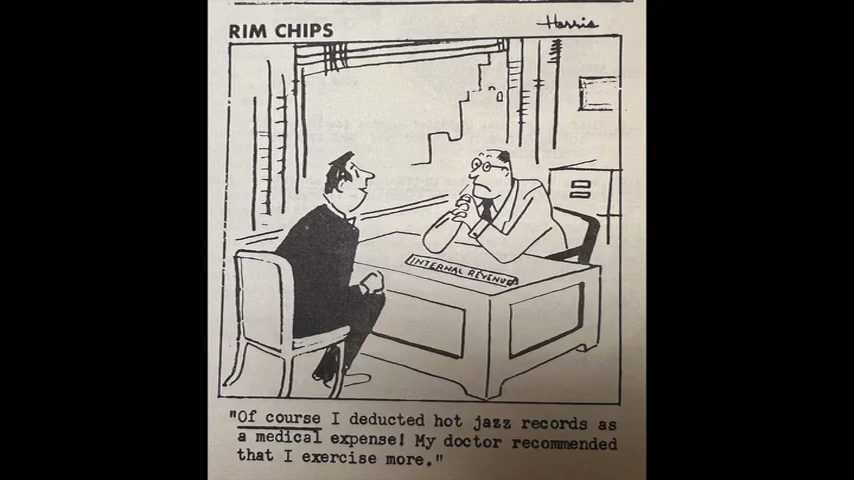 RIM CHIPS
Harris
INTERNAL REVENUE
"Of course I deducted hot jazz records as
a medical expense! My doctor recommended
that I exercise more."